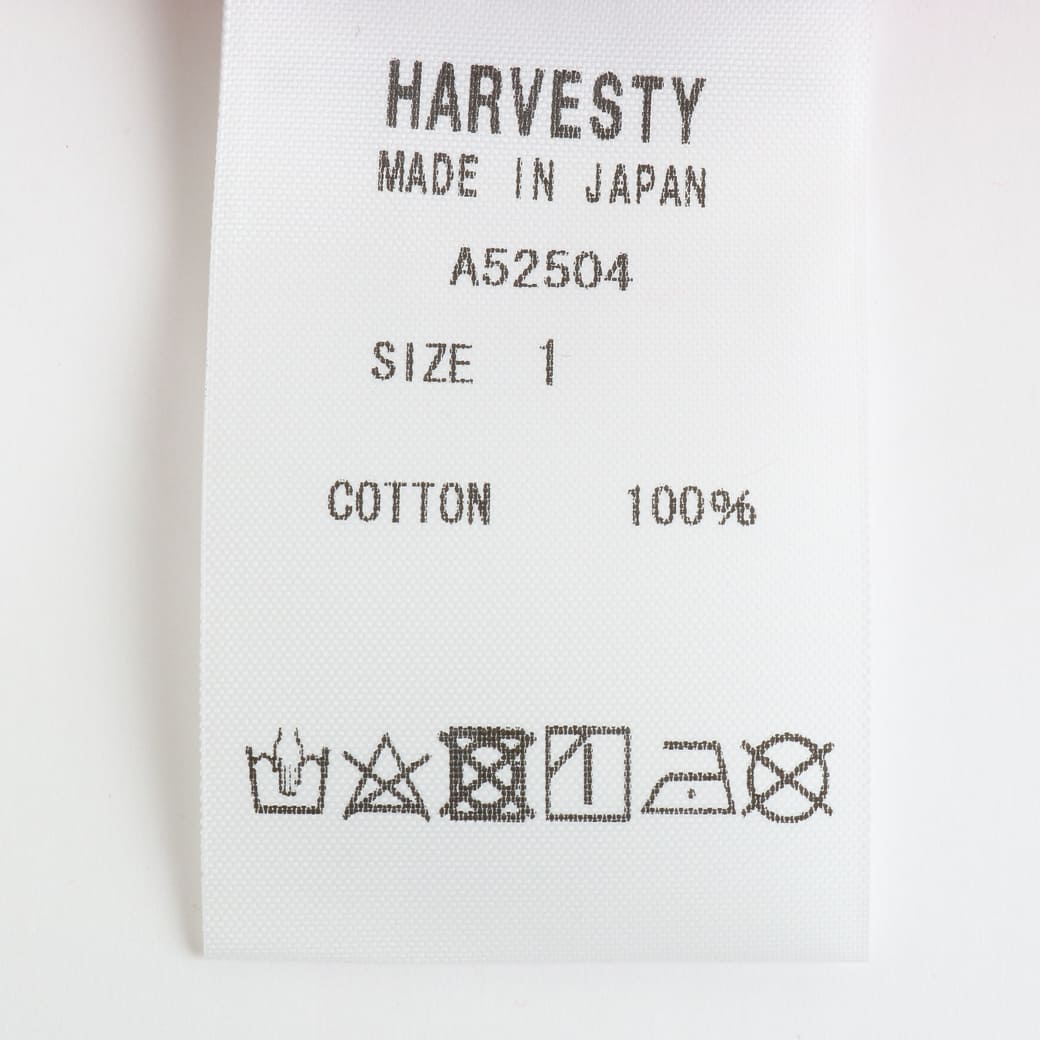 HARVESTY
MADE IN JAPAN
A52504
SIZE 1
COTTON 100%